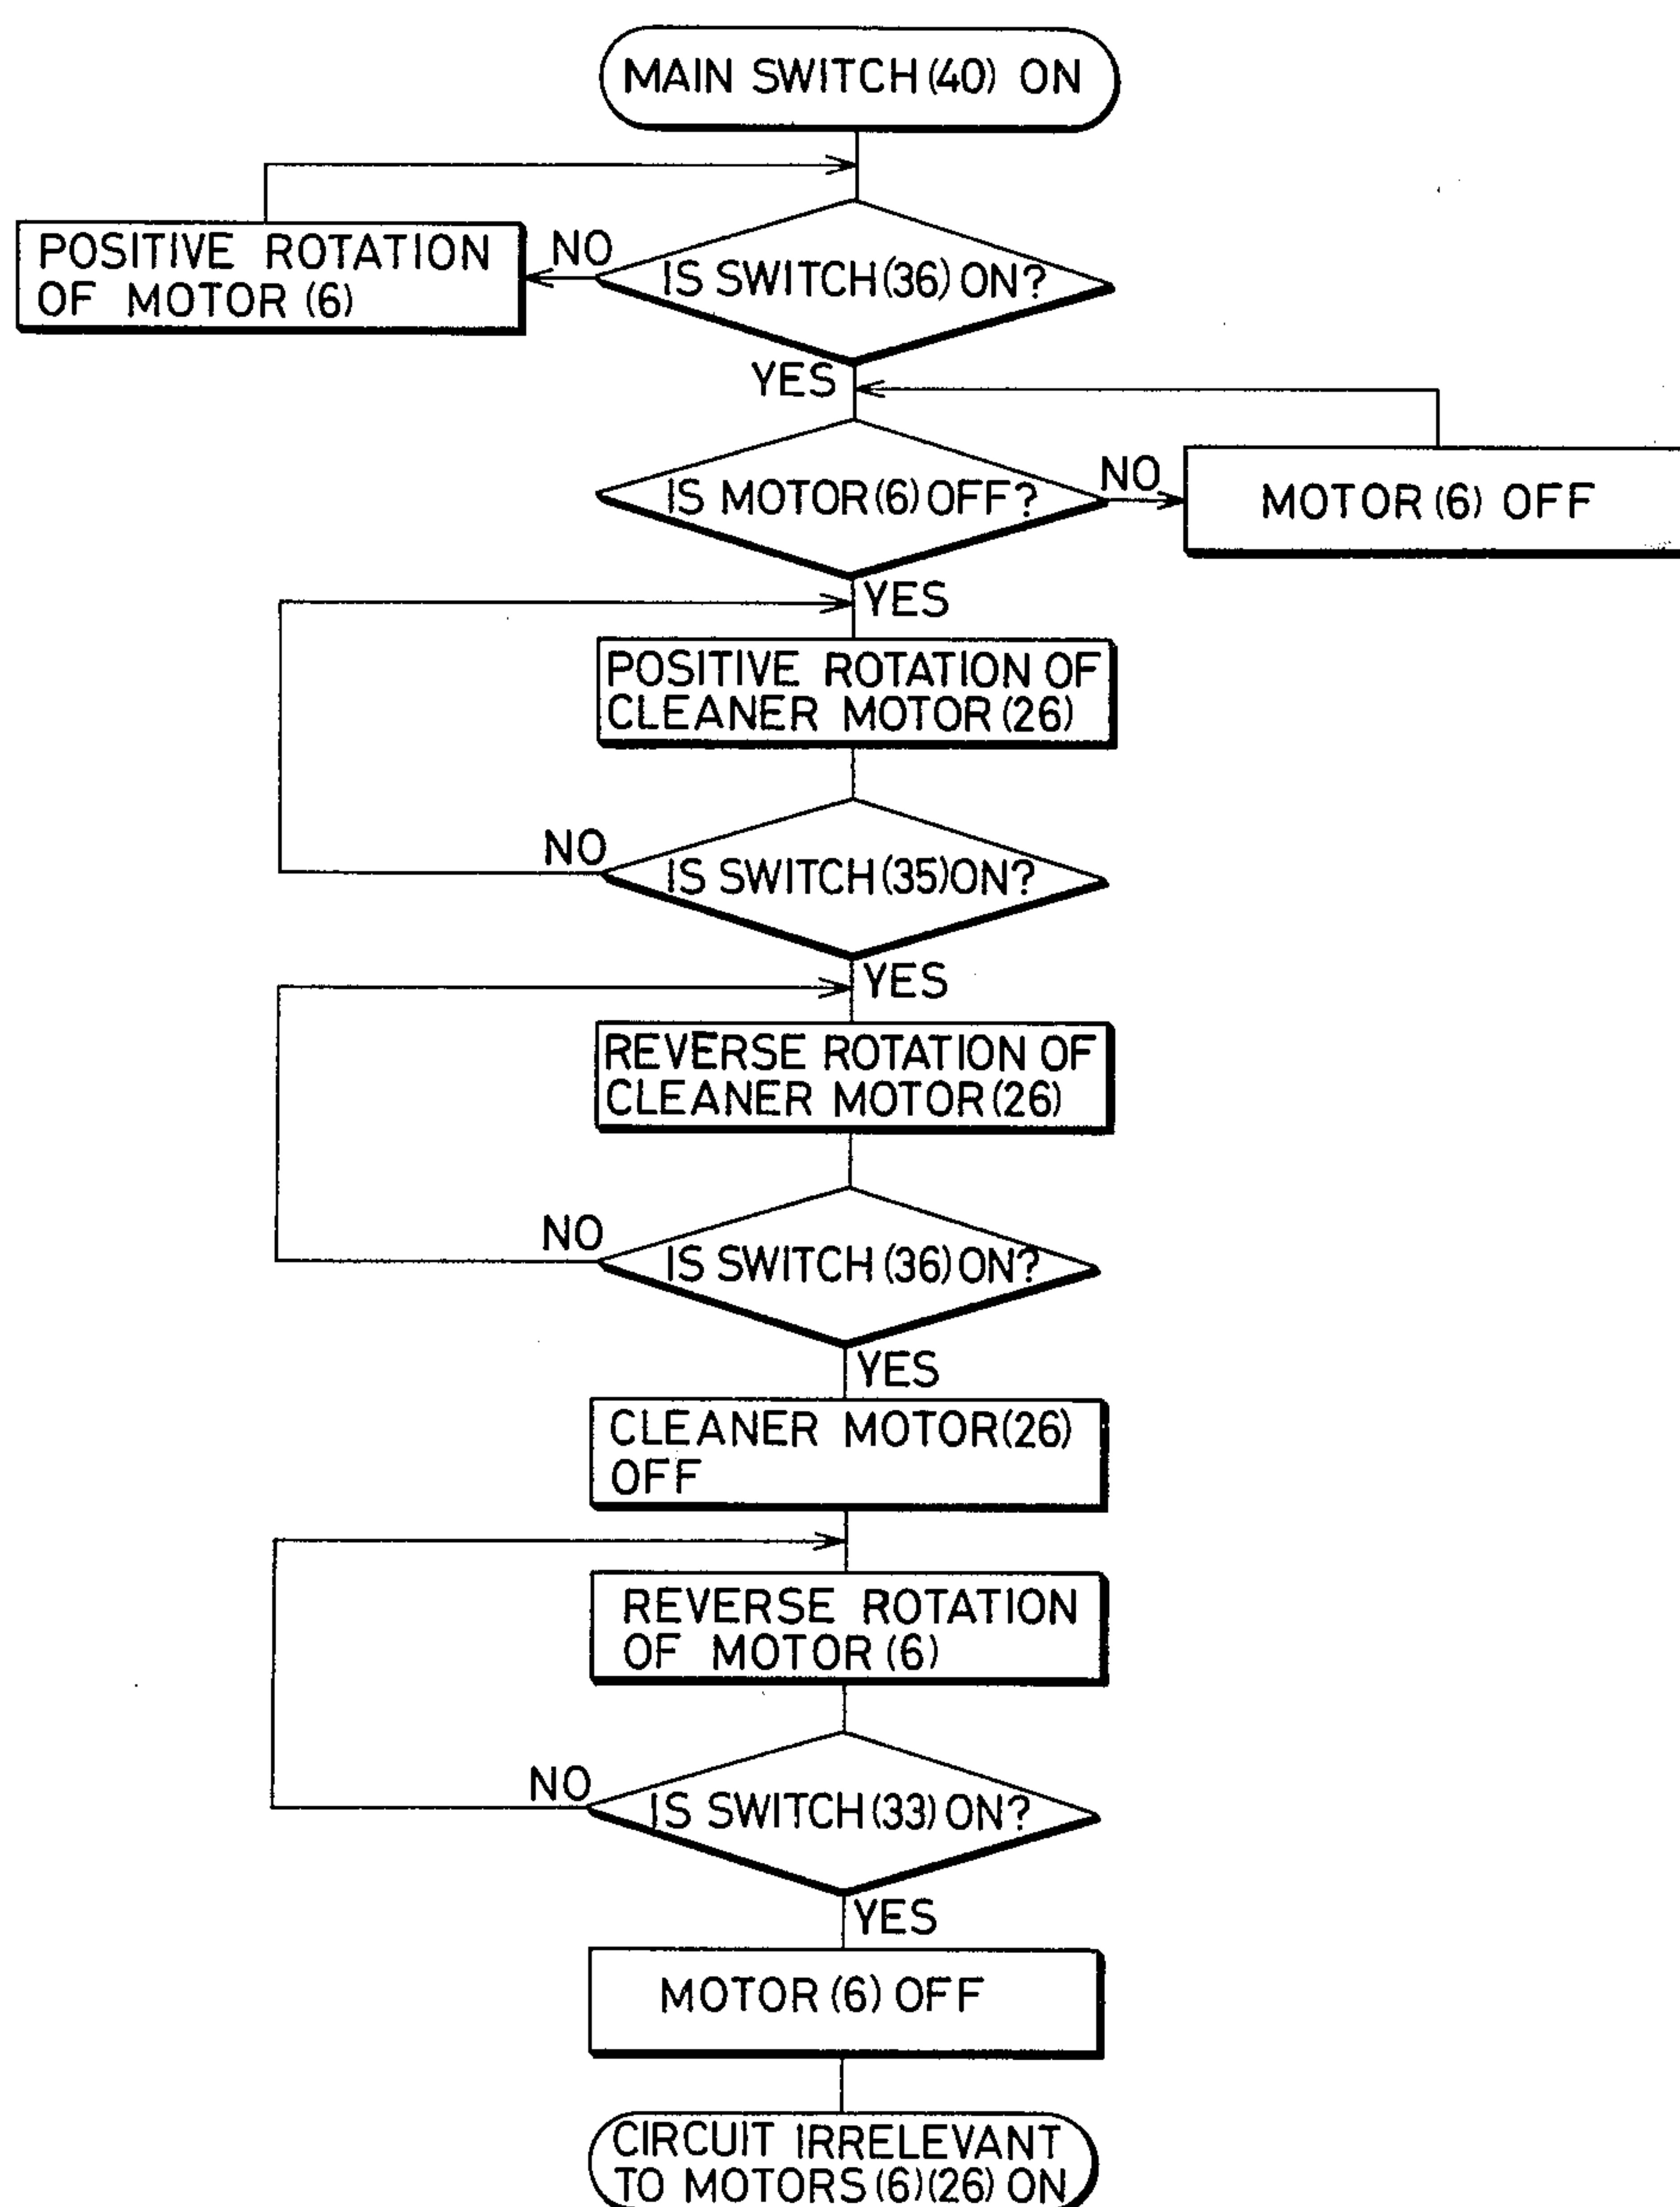 MAIN SWITCH (40) ON
POSITIVE ROTATION
OF MOTOR (6)
NO
IS SWITCH (36) ON?
YES
IS MOTOR (6) OFF?
NO
MOTOR (6) OFF
YES
POSITIVE ROTATION OF
CLEANER MOTOR (26)
NO
IS SWITCH (35) ON?
YES
REVERSE ROTATION OF
CLEANER MOTOR (26)
NO
IS SWITCH (36) ON?
YES
CLEANER MOTOR (26)
OFF
REVERSE ROTATION
OF MOTOR (6)
NO
IS SWITCH (33) ON?
YES
MOTOR (6) OFF
CIRCUIT IRRELEVANT
TO MOTORS (6) (26) ON